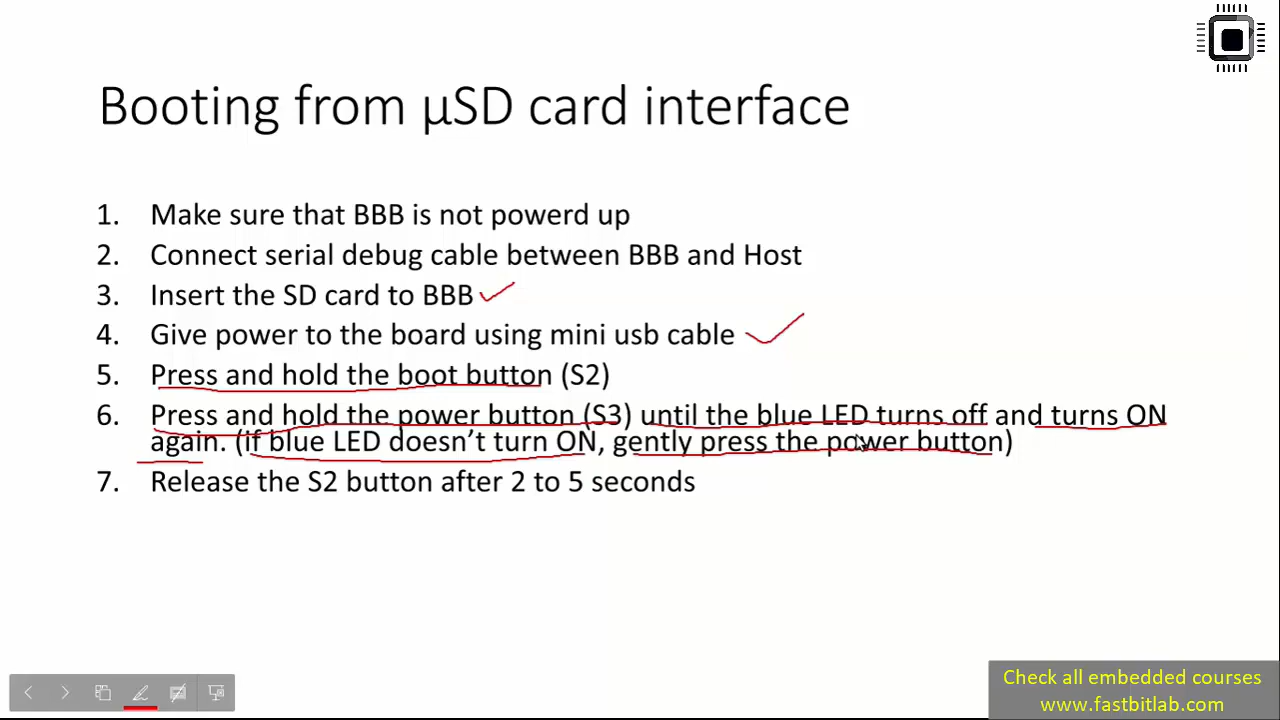 Booting from µSD card interface
1. Make sure that BBB is not powerd up
2. Connect serial debug cable between BBB and Host
3. Insert the SD card to BBB
4. Give power to the board using mini usb cable
5. Press and hold the boot button (S2)
6. Press and hold the power button (S3) until the blue LED turns off and turns ON
again. (if blue LED doesn't turn ON, gently press the power button)
7. Release the S2 button after 2 to 5 seconds
Check all embedded courses
www.fastbitlab.com